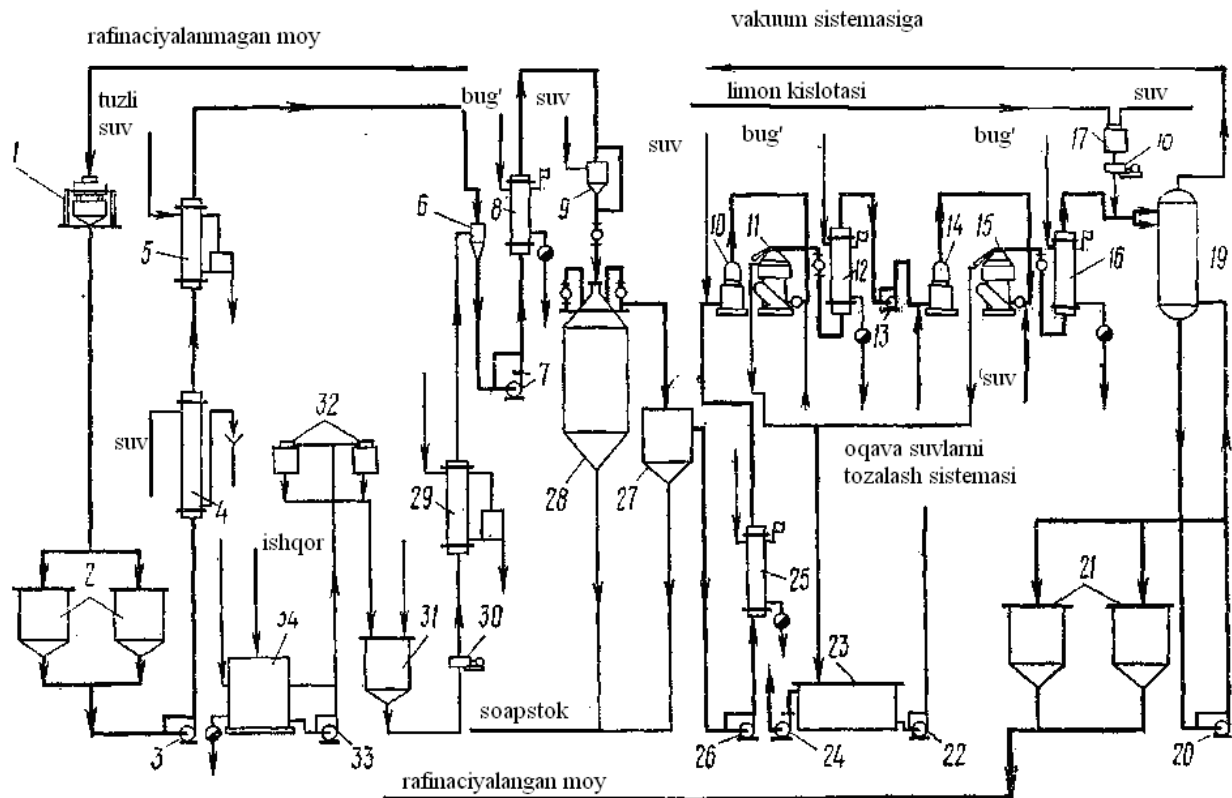 rafinaciyalanmagan moy
vakuum sistemasiga
tuzli
suv
bug'
suv
limon kislotasi
suv
suv
bug'
bug'
1
5
6
8
9
10
11
12
13
14
15
16
17
10
19
suv
4
32
7
29
28
27
suv
oqava suvlarni
tozalash sistemasi
ishqor
2
34
31
30
25
23
21
soapstok
3
33
26
24
22
20
rafinaciyalangan moy